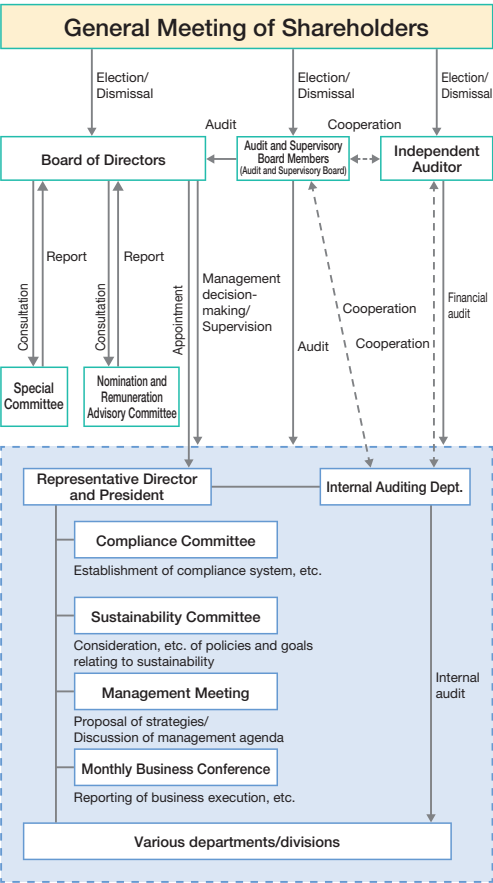 General Meeting of Shareholders
Election/
Dismissal
Election/
Dismissal
Election/
Dismissal
Audit
Cooperation
Board of Directors
Audit and Supervisory
Board Members
(Audit and Supervisory Board)
Independent
Auditor
Consultation
Report
Consultation
Report
Appointment
Management
decision-
making/
Supervision
Audit
Cooperation
Cooperation
Financial
audit
Special
Committee
Nomination and
Remuneration
Advisory Committee
Representative Director
and President
Internal Auditing Dept.
Compliance Committee
Establishment of compliance system, etc.
Sustainability Committee
Consideration, etc. of policies and goals
relating to sustainability
Management Meeting
Proposal of strategies/
Discussion of management agenda
Monthly Business Conference
Reporting of business execution, etc.
Internal
audit
Various departments/divisions